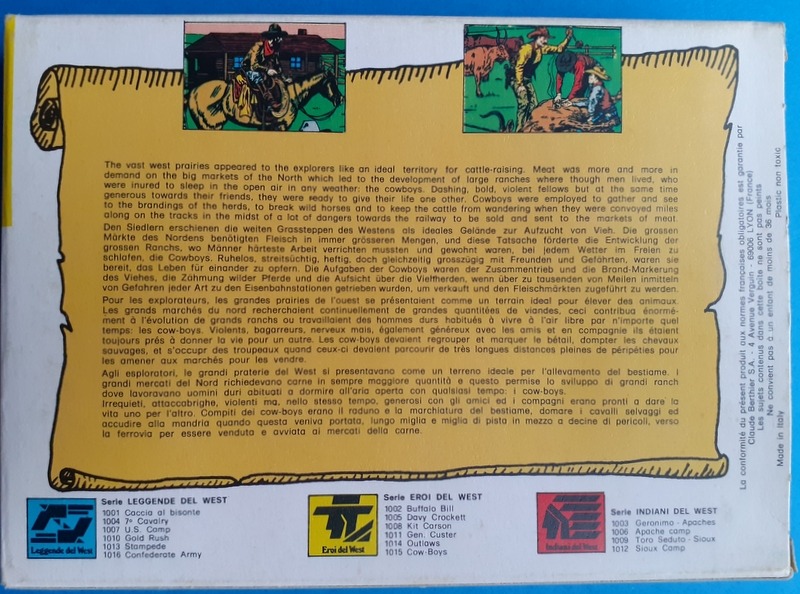 The vast west prairies appeared to the explorers like an ideal territory for cattle-raising. Meat was more and more in
demand on the big markets of the North which led to the development of large ranches where though men lived, who
were inured to sleep in the open air in any weather: the cowboys. Dashing, bold, violent fellows but at the same time
generous towards their friends, they were ready to give their life one other. Cowboys were employed to gather and see
to the brandings of the herds, to break wild horses and to keep the cattle from wandering when they were convoyed miles
along on the tracks in the midst of a lot of dangers towards the railway to be sold and sent to the markets of meat.
Den Siedlern erschienen die weiten Grassteppen des Westens als ideales Gelände zur Aufzucht von Vieh. Die grossen
Märkte des Nordens benötigten Fleisch in immer grösseren Mengen, und diese Tatsache förderte die Entwicklung der
grossen Ranchs, wo Männer härteste Arbeit verrichten mussten und gewohnt waren, bei jedem Wetter im Freien zu
schlafen, die Cowboys. Ruhelos, streitsüchtig, heftig, doch gleichzeitig grosszügig mit Freunden und Gefährten, waren sie
bereit, das Leben für einander zu opfern. Die Aufgaben der Cowboys waren der Zusammentrieb und die Brand-Markerung
des Viehes, die Zähmung wilder Pferde und die Aufsicht über die Viehherden, wenn über zu tausenden von Meilen inmitteln
von Gefahren jeder Art zu den Eisenbahnstationen getrieben wurden, um verkauft und den Fleischmärkten zugeführt zu werden.
Pour les explorateurs, les grandes prairies de l'ouest se présentaient comme un terrain ideal pour élever des animaux.
Les grands marchés du nord recherchaient continuellement de grandes quantitées de viandes, ceci contribua énormé-
ment à l'évolution de grands ranchs ou travaillaient des hommes durs habitués à vivre à l'air libre par n'importe quel
temps: les cow-boys. Violents, bagarreurs, nerveux mais, également généreux avec les amis et en compagnie ils étaient
toujours prés à donner la vie pour un autre. Les cow-boys devaient regrouper et marquer le bétail, dompter les chevaux
sauvages, et s'occuper des troupeaux quand ceux-ci devaient parcourir de très longues distances pleines de péripéties pour
les amener aux marchés pour les vendre.
Agli esploratori, le grandi praterie del West si presentavano come un terreno ideale per l'allevamento del bestiame. I
grandi mercati del Nord richiedevano carne in sempre maggiore quantità e questo permise lo sviluppo di grandi ranch
dove lavoravano uomini duri abituati a dormire all'aria aperta con qualsiasi tempo: i cow-boys.
Irrequieti, attaccabrighe, violenti ma, nello stesso tempo, generosi con gli amici ed i compagni erano pronti a dare la
vita uno per l'altro. Compiti dei cow-boys erano il raduno e la marchiatura del bestiame, domare i cavalli selvaggi ed
accudire alla mandria quando questa veniva portata, lungo miglia e miglia di pista in mezzo a decine di pericoli, verso
la ferrovia per essere venduta e avviata ai mercati della carne.
La conformité du présent produit aux normes françaises obligatoires est garantie par
Claude Berthier S.A. - 4 Avenue Verguin - 69006 LYON (France)
Les sujets contenus dans cette boîte ne sont pas peints
Ne convient pas à un enfant de moins de 36 mois
Made in Italy
Plastic non toxic
Leggende del West
Serie LEGGENDE DEL WEST
1001 Caccia al bisonte
1004 7º Cavalry
1007 U.S. Camp
1010 Gold Rush
1013 Stampede
1016 Confederate Army
Eroi del West
Serie EROI DEL WEST
1002 Buffalo Bill
1005 Davy Crockett
1008 Kit Carson
1011 Gen. Custer
1014 Outlaws
1015 Cow-Boys
Indiani del West
Serie INDIANI DEL WEST
1003 Geronimo - Apaches
1006 Apache camp
1009 Toro Seduto - Sioux
1012 Sioux Camp